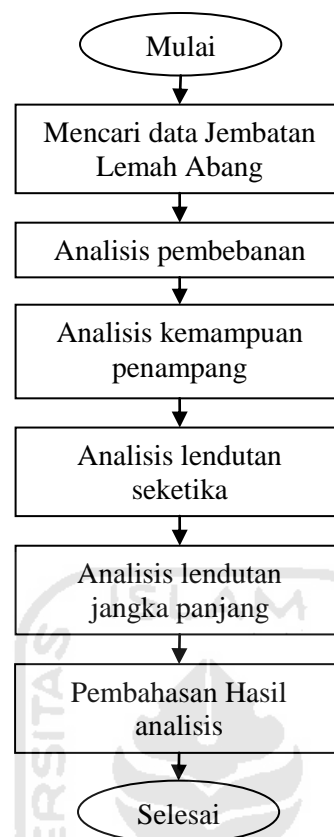 Mulai
Mencari data Jembatan
Lemah Abang
Analisis pembebanan
Analisis kemampuan
penampang
Analisis lendutan
seketika
Analisis lendutan
jangka panjang
ISLAM
Pembahasan Hasil
analisis
Selesai